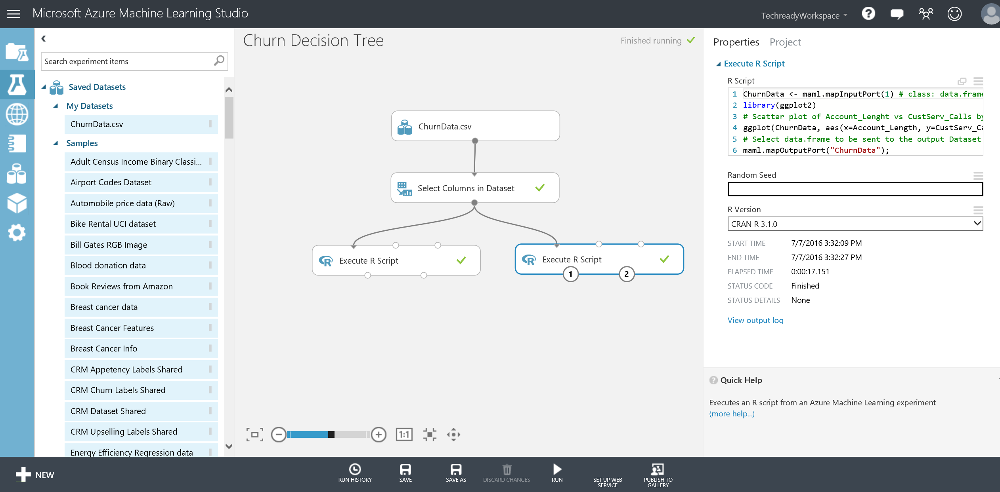 Microsoft Azure Machine Learning Studio
TechreadyWorkspace
?
Search experiment items
Saved Datasets
My Datasets
ChurnData.csv
Samples
Adult Census Income Binary Classi...
Airport Codes Dataset
Automobile price data (Raw)
Bike Rental UCI dataset
Bill Gates RGB Image
Blood donation data
Book Reviews from Amazon
Breast cancer data
Breast Cancer Features
Breast Cancer Info
CRM Appetency Labels Shared
CRM Churn Labels Shared
CRM Dataset Shared
CRM Upselling Labels Shared
Energy Efficiency Regression data
Churn Decision Tree
Finished running
ChurnData.csv
Select Columns in Dataset
R Execute R Script
R Execute R Script
1 2
1:1
Properties Project
Execute R Script
R Script
1 ChurnData <- maml.mapInputPort(1) # class: data.frame
2 library(ggplot2)
3 # Scatter plot of Account_Lenght vs CustServ_Calls by
4 ggplot(ChurnData, aes(x=Account_Length, y=CustServ_Ca
5 # Select data.frame to be sent to the output Dataset
6 maml.mapOutputPort("ChurnData");
Random Seed
R Version
CRAN R 3.1.0
START TIME 7/7/2016 3:32:09 PM
END TIME 7/7/2016 3:32:27 PM
ELAPSED TIME 0:00:17.151
STATUS CODE Finished
STATUS DETAILS None
View output log
? Quick Help
Executes an R script from an Azure Machine Learning experiment
(more help...)
NEW
RUN HISTORY
SAVE
SAVE AS
DISCARD CHANGES
RUN
SET UP WEB
SERVICE
PUBLISH TO
GALLERY